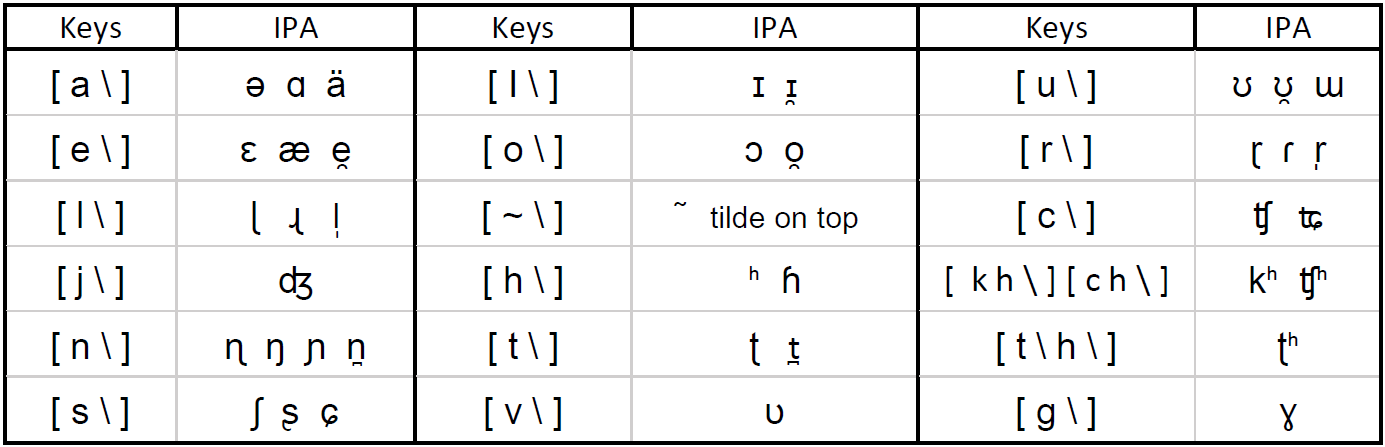 Keys IPA Keys IPA Keys IPA
[ a \ ] ə ɑ ä [ I \ ] ɪ ɪ̯ [ u \ ] ʊ ʊ̯ ɯ
[ e \ ] ɛ æ e̯ [ o \ ] ɔ o̯ [ r \ ] ɽ ɾ r̩
[ l \ ] ɭ ɻ l̩ [ ~ \ ] ˜ tilde on top [ c \ ] ʧ ʨ
[ j \ ] ʤ [ h \ ] ʰ ɦ [ k h \ ] [ c h \ ] kʰ ʧʰ
[ n \ ] ɳ ŋ ɲ n̪ [ t \ ] ʈ t̪ [ t \ h \ ] ʈʰ
[ s \ ] ʃ ʂ ɕ [ v \ ] ʋ [ g \ ] ɣ